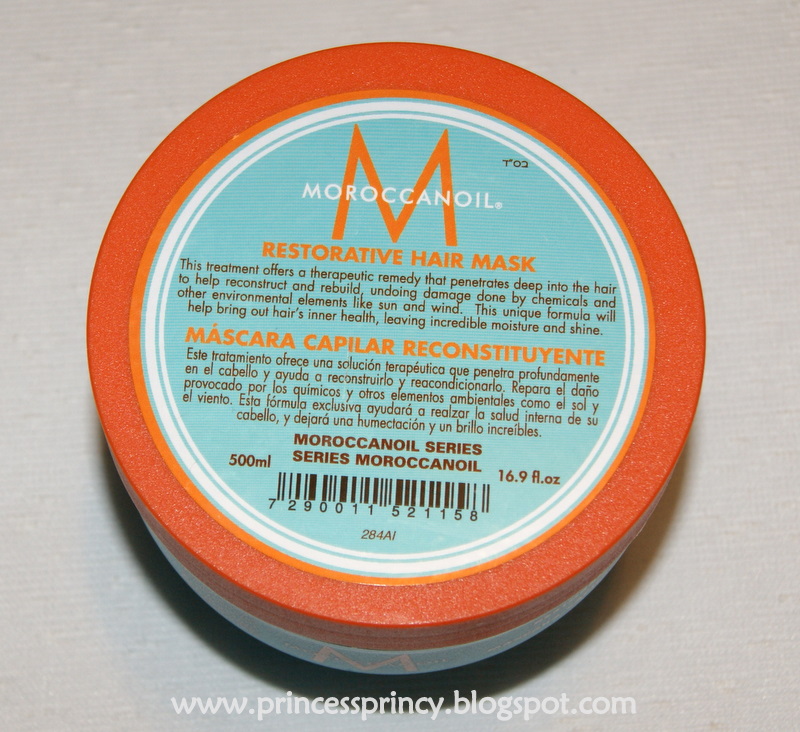 בס"ד
M
MOROCCANOIL®
RESTORATIVE HAIR MASK
This treatment offers a therapeutic remedy that penetrates deep into the hair
to help reconstruct and rebuild, undoing damage done by chemicals and
other environmental elements like sun and wind. This unique formula will
help bring out hair's inner health, leaving incredible moisture and shine.
MÁSCARA CAPILAR RECONSTITUYENTE
Este tratamiento ofrece una solución terapéutica que penetra profundamente
en el cabello y ayuda a reconstruirlo y reacondicionarlo. Repara el daño
provocado por los químicos y otros elementos ambientales como el sol y
el viento. Esta fórmula exclusiva ayudará a realzar la salud interna de su
cabello, y dejará una humectación y un brillo increíbles.
MOROCCANOIL SERIES
SERIES MOROCCANOIL
500ml 16.9 fl.oz
7 290011 521158
284AI
M
www.princessprincy.blogspot.com